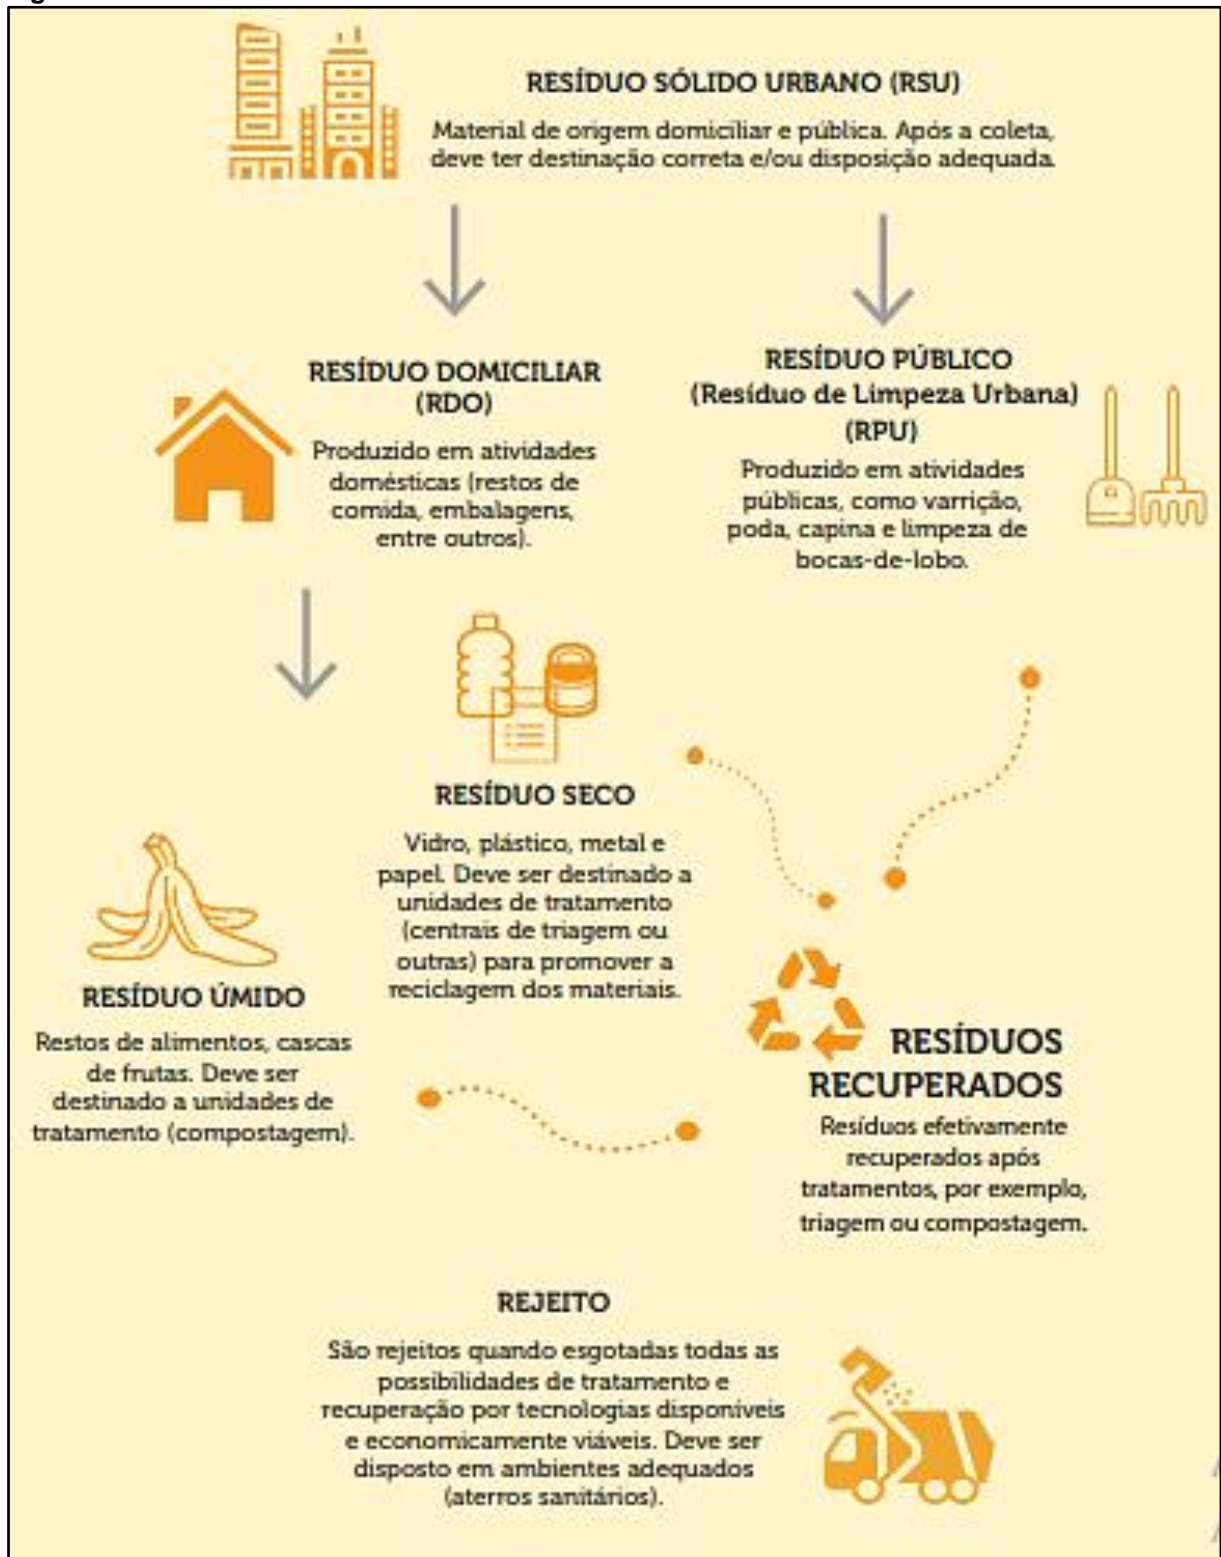 RESÍDUO SÓLIDO URBANO (RSU)
Material de origem domiciliar e pública. Após a coleta,
deve ter destinação correta e/ou disposição adequada.
RESÍDUO DOMICILIAR
(RDO)
Produzido em atividades
domésticas (restos de
comida, embalagens,
entre outros).
RESÍDUO PÚBLICO
(Resíduo de Limpeza Urbana)
(RPU)
Produzido em atividades
públicas, como varrição,
poda, capina e limpeza de
bocas-de-lobo.
RESÍDUO SECO
Vidro, plástico, metal e
papel. Deve ser destinado a
unidades de tratamento
(centrais de triagem ou
outras) para promover a
reciclagem dos materiais.
RESÍDUO ÚMIDO
Restos de alimentos, cascas
de frutas. Deve ser
destinado a unidades de
tratamento (compostagem).
RESÍDUOS
RECUPERADOS
Resíduos efetivamente
recuperados após
tratamentos, por exemplo,
triagem ou compostagem.
REJEITO
São rejeitos quando esgotadas todas as
possibilidades de tratamento e
recuperação por tecnologias disponíveis
e economicamente viáveis. Deve ser
disposto em ambientes adequados
(aterros sanitários).